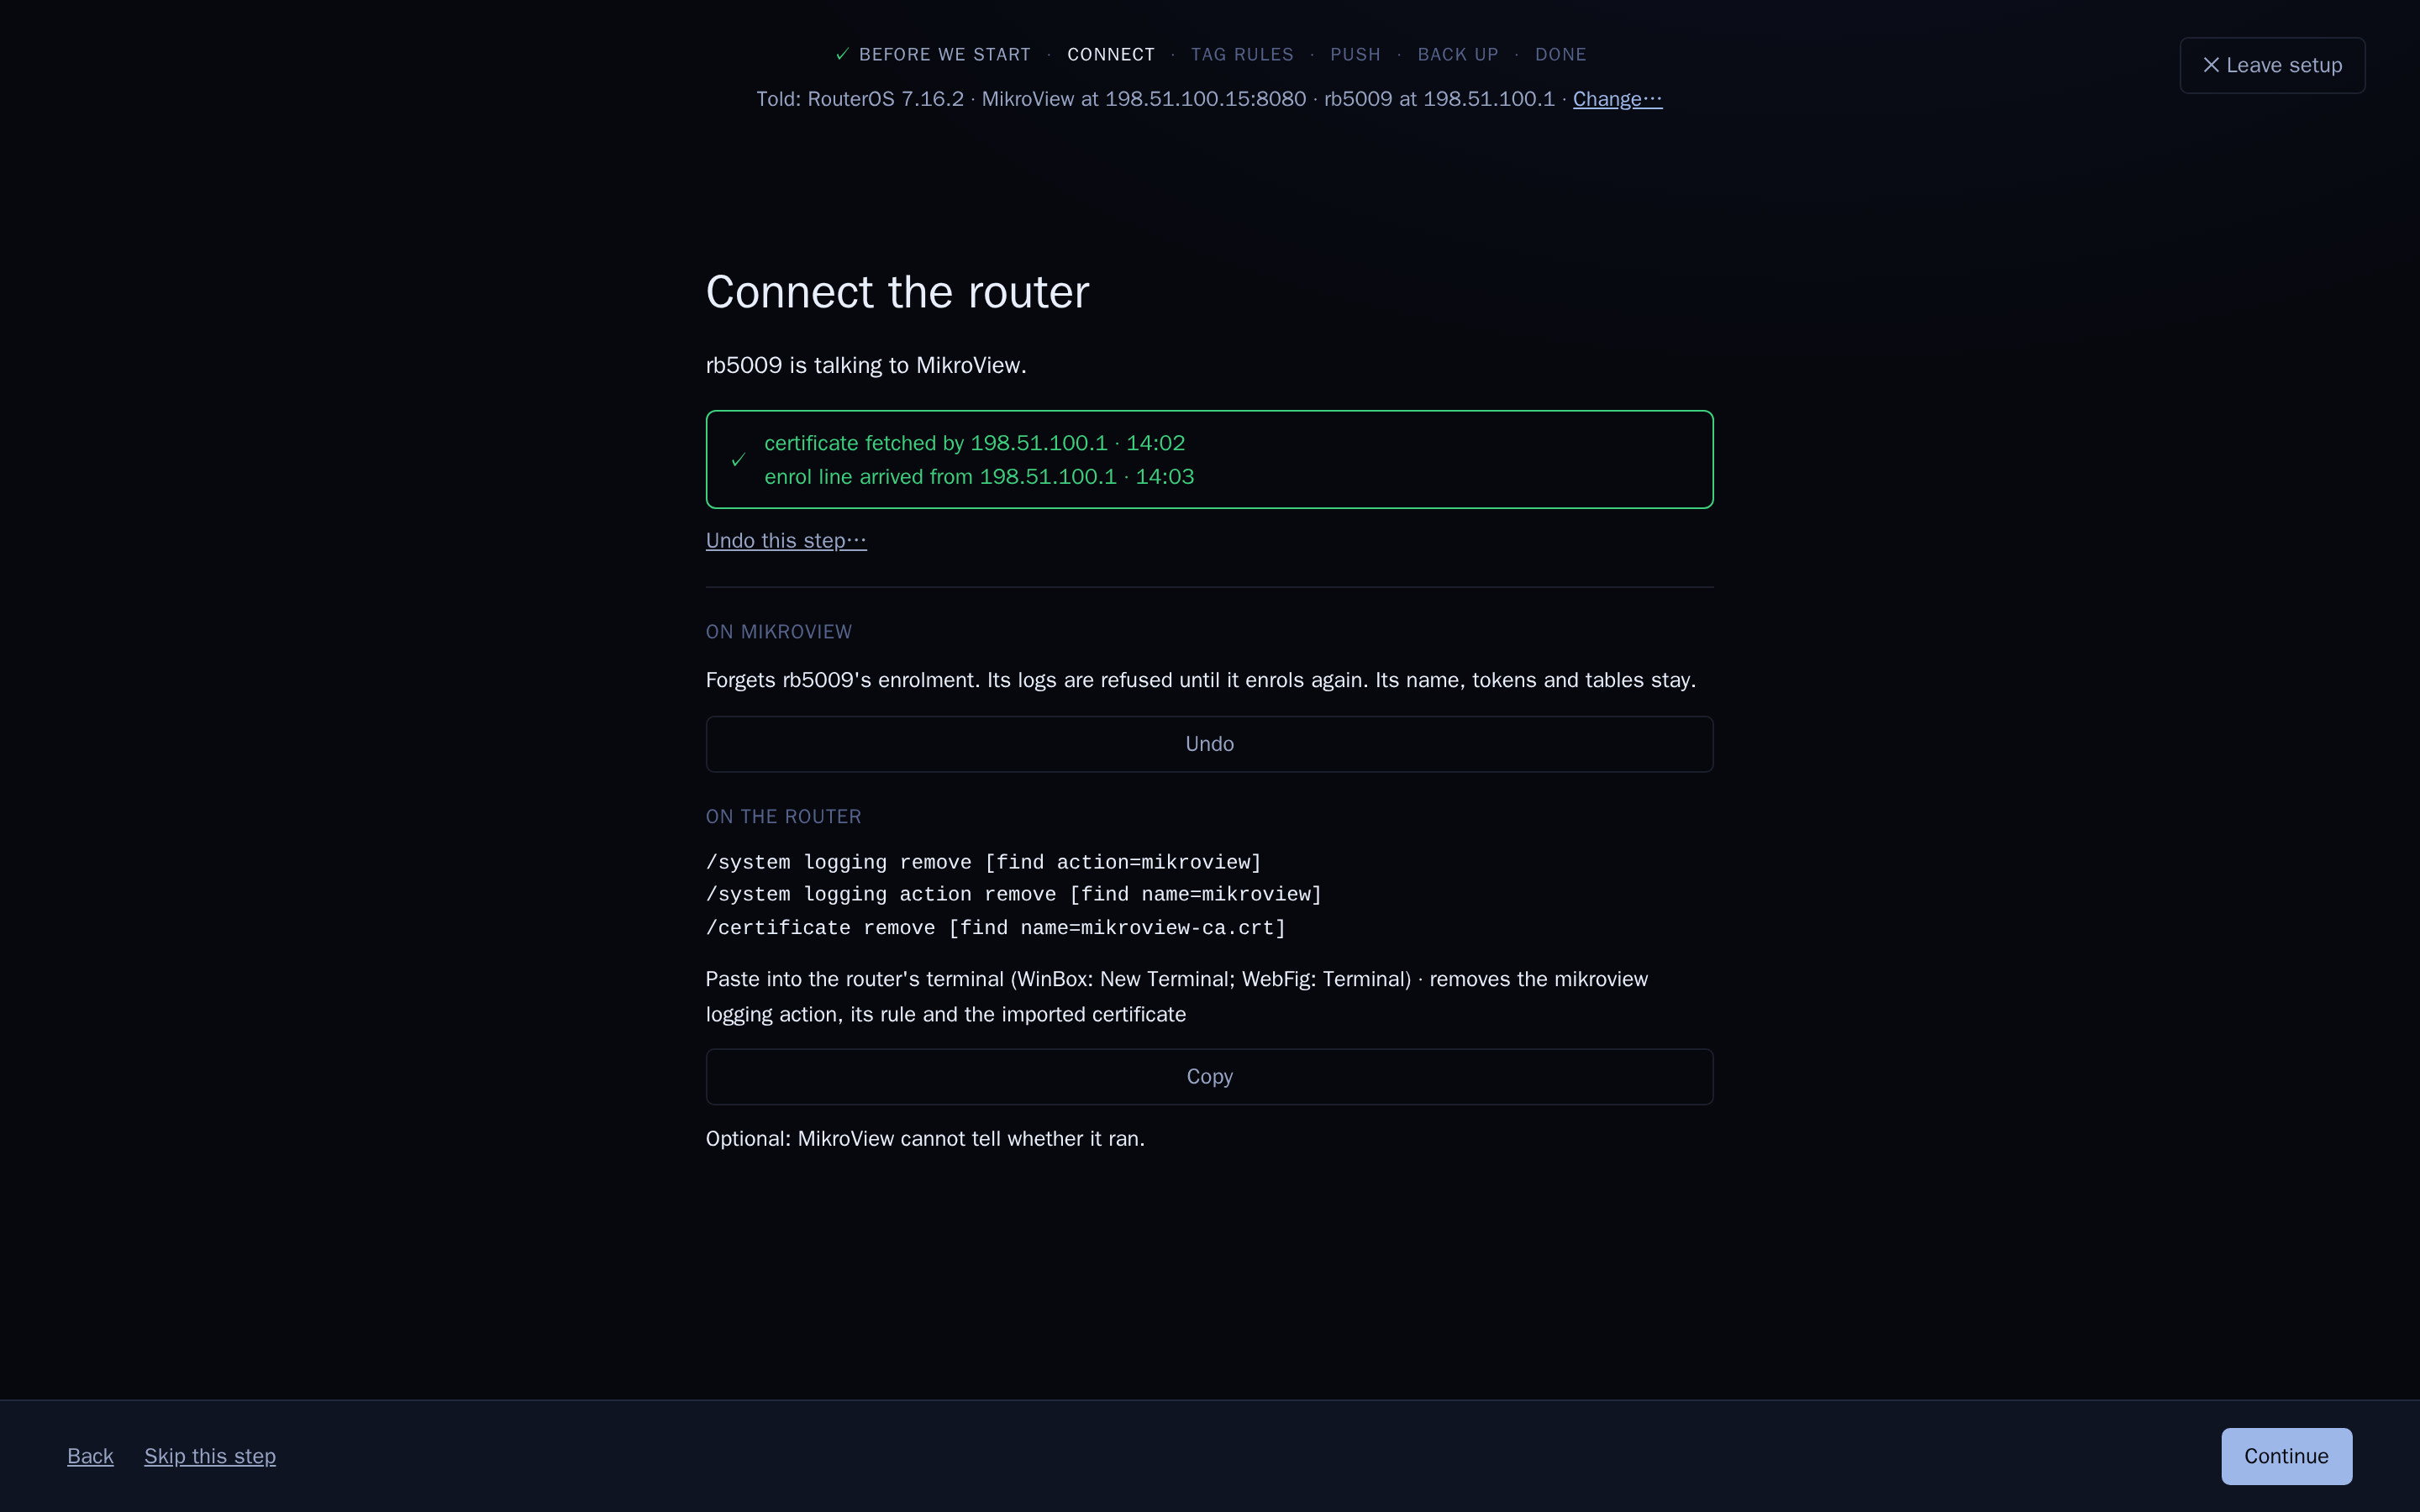 ✓ BEFORE WE START · CONNECT · TAG RULES · PUSH · BACK UP · DONE
✕ Leave setup
Told: RouterOS 7.16.2 · MikroView at 198.51.100.15:8080 · rb5009 at 198.51.100.1 · Change…
Connect the router
rb5009 is talking to MikroView.
✓ certificate fetched by 198.51.100.1 · 14:02
enrol line arrived from 198.51.100.1 · 14:03
Undo this step…
ON MIKROVIEW
Forgets rb5009's enrolment. Its logs are refused until it enrols again. Its name, tokens and tables stay.
Undo
ON THE ROUTER
/system logging remove [find action=mikroview]
/system logging action remove [find name=mikroview]
/certificate remove [find name=mikroview-ca.crt]
Paste into the router's terminal (WinBox: New Terminal; WebFig: Terminal) · removes the mikroview
logging action, its rule and the imported certificate
Copy
Optional: MikroView cannot tell whether it ran.
Back
Skip this step
Continue